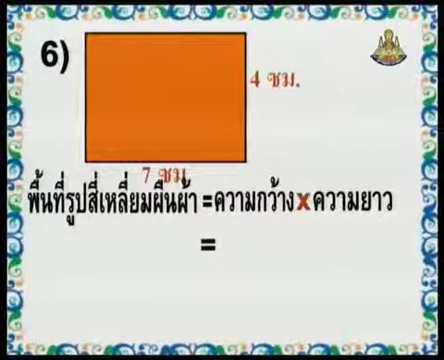 6)
4 ซม.
7 ซม.
พื้นที่รูปสี่เหลี่ยมผืนผ้า =ความกว้างxความยาว
=